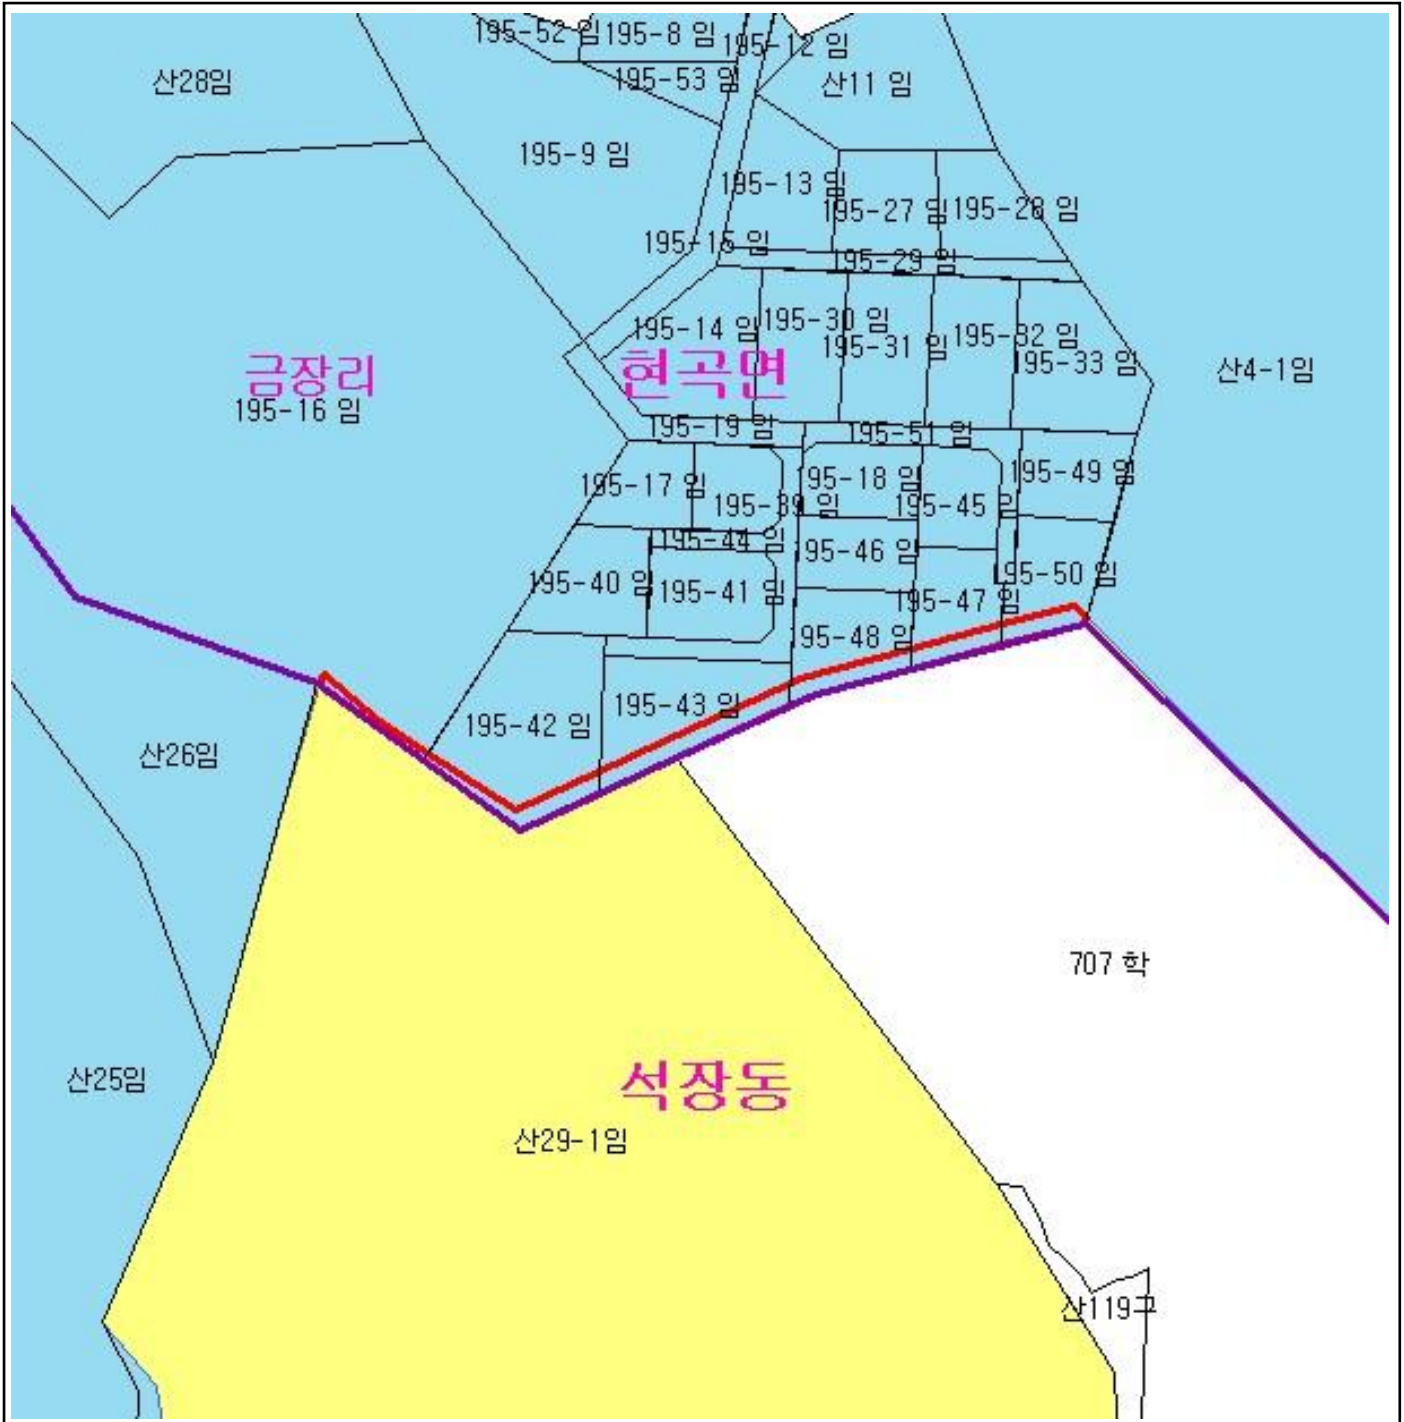 195-52 임
195-8 임
195-12 임
산28임
195-53 임
산11 임
195-9 임
195-13 임
195-27 임
195-28 임
195-15 임
195-29 임
195-14 임
195-30 임
195-31 임
195-32 임
195-33 임
금장리
현곡면
산4-1임
195-16 임
195-19 임
195-51 임
195-17 임
195-39 임
195-18 임
195-45 임
195-49 임
195-44 임
195-46 임
195-40 임
195-41 임
195-47 임
195-50 임
195-48 임
195-42 임
195-43 임
산26임
707 학
석장동
산25임
산29-1임
산119구